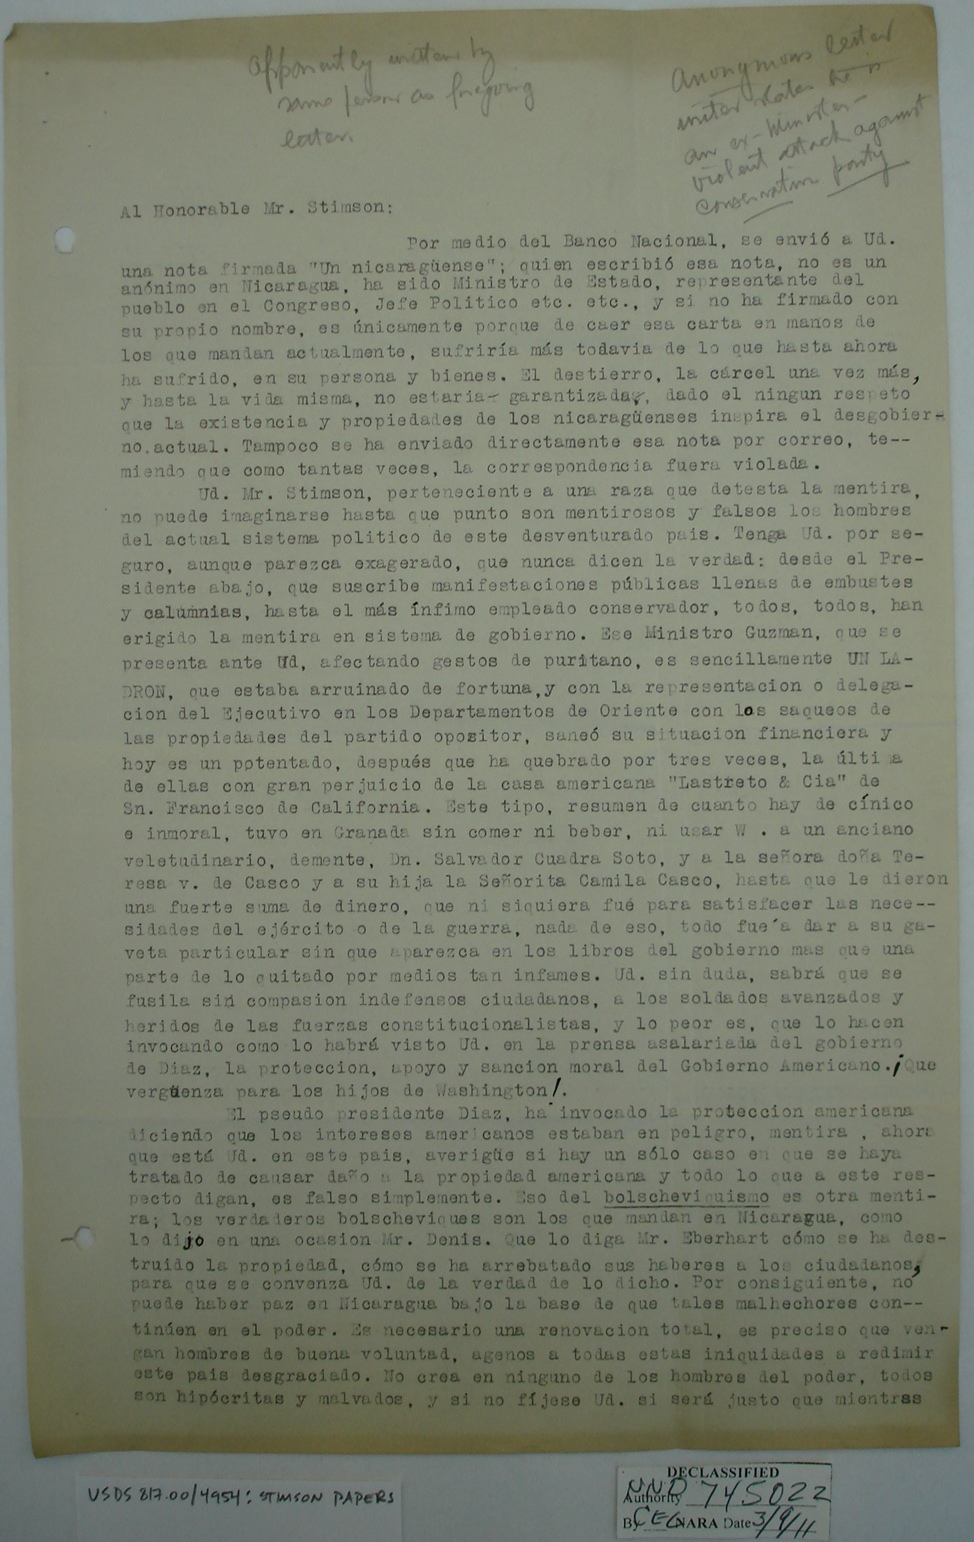 Apparently written by
same person as foregoing
letter.
Anonymous letter
writer states he is
an ex-Minister-
violent attack against
Conservative party
Al Honorable Mr. Stimson:
Por medio del Banco Nacional, se envió a Ud.
una nota firmada "Un nicaragüense"; quien escribió esa nota, no es un
anónimo en Nicaragua, ha sido Ministro de Estado, representante del
pueblo en el Congreso, Jefe Politico etc. etc., y si no ha firmado con
su propio nombre, es únicamente porque de caer esa carta en manos de
los que mandan actualmente, sufriría más todavia de lo que hasta ahora
ha sufrido, en su persona y bienes. El destierro, la cárcel una vez más,
y hasta la vida misma, no estaria garantizada, dado el ningun respeto
que la existencia y propiedades de los nicaragüenses inspira el desgobier-
no.actual. Tampoco se ha enviado directamente esa nota por correo, te--
miendo que como tantas veces, la correspondencia fuera violada.
Ud. Mr. Stimson, perteneciente a una raza que detesta la mentira,
no puede imaginarse hasta que punto son mentirosos y falsos los hombres
del actual sistema politico de este desventurado pais. Tenga Ud. por se-
guro, aunque parezca exagerado, que nunca dicen la verdad: desde el Pre-
sidente abajo, que suscribe manifestaciones públicas llenas de embustes
y calumnias, hasta el más ínfimo empleado conservador, todos, todos, han
erigido la mentira en sistema de gobierno. Ese Ministro Guzman, que se
presenta ante Ud, afectando gestos de puritano, es sencillamente UN LA-
DRON, que estaba arruinado de fortuna,y con la representacion o delega-
cion del Ejecutivo en los Departamentos de Oriente con los saqueos de
las propiedades del partido opositor, saneó su situacion financiera y
hoy es un potentado, después que ha quebrado por tres veces, la última
de ellas con gran perjuicio de la casa americana "Lastreto & Cia" de
Sn. Francisco de California. Este tipo, resumen de cuanto hay de cínico
e inmoral, tuvo en Granada sin comer ni beber, ni usar W . a un anciano
veletudinario, demente, Dn. Salvador Cuadra Soto, y a la señora doña Te-
resa v. de Casco y a su hija la Señorita Camila Casco, hasta que le dieron
una fuerte suma de dinero, que ni siquiera fué para satisfacer las nece--
sidades del ejército o de la guerra, nada de eso, todo fue´a dar a su ga-
veta particular sin que aparezca en los libros del gobierno mas que una
parte de lo quitado por medios tan infames. Ud. sin duda, sabrá que se
fusila sin compasion indefensos ciudadanos, a los soldados avanzados y
heridos de las fuerzas constitucionalistas, y lo peor es, que lo hacen
invocando como lo habrá visto Ud. en la prensa asalariada del gobierno
de Diaz, la proteccion, apoyo y sancion moral del Gobierno Americano.¡Que
vergüenza para los hijos de Washington!.
El pseudo presidente Diaz, ha invocado la proteccion americana
diciendo que los intereses americanos estaban en peligro, mentira , ahora
que está Ud. en este pais, averigüe si hay un sólo caso en que se haya
tratado de causar daño a la propiedad americana y todo lo que a este res-
pecto digan, es falso simplemente. Eso del bolscheviquismo es otra menti-
ra; los verdaderos bolscheviques son los que mandan en Nicaragua, como
lo dijo en una ocasion Mr. Denis. Que lo diga Mr. Eberhart cómo se ha des-
truido la propiedad, cómo se ha arrebatado sus haberes a los ciudadanos,
para que se convenza Ud. de la verdad de lo dicho. Por consiguiente, no
puede haber paz en Nicaragua bajo la base de que tales malhechores con--
tinúen en el poder. Es necesario una renovacion total, es preciso que ven-
gan hombres de buena voluntad, agenos a todas estas iniquidades a redimir
este pais desgraciado. No crea en ninguno de los hombres del poder, todos
son hipócritas y malvados, y si no fíjese Ud. si será justo que mientras
USDS 817.00/4954: STIMSON PAPERS
DECLASSIFIED
Authority NND 745022
By CEC NARA Date 3/9/11